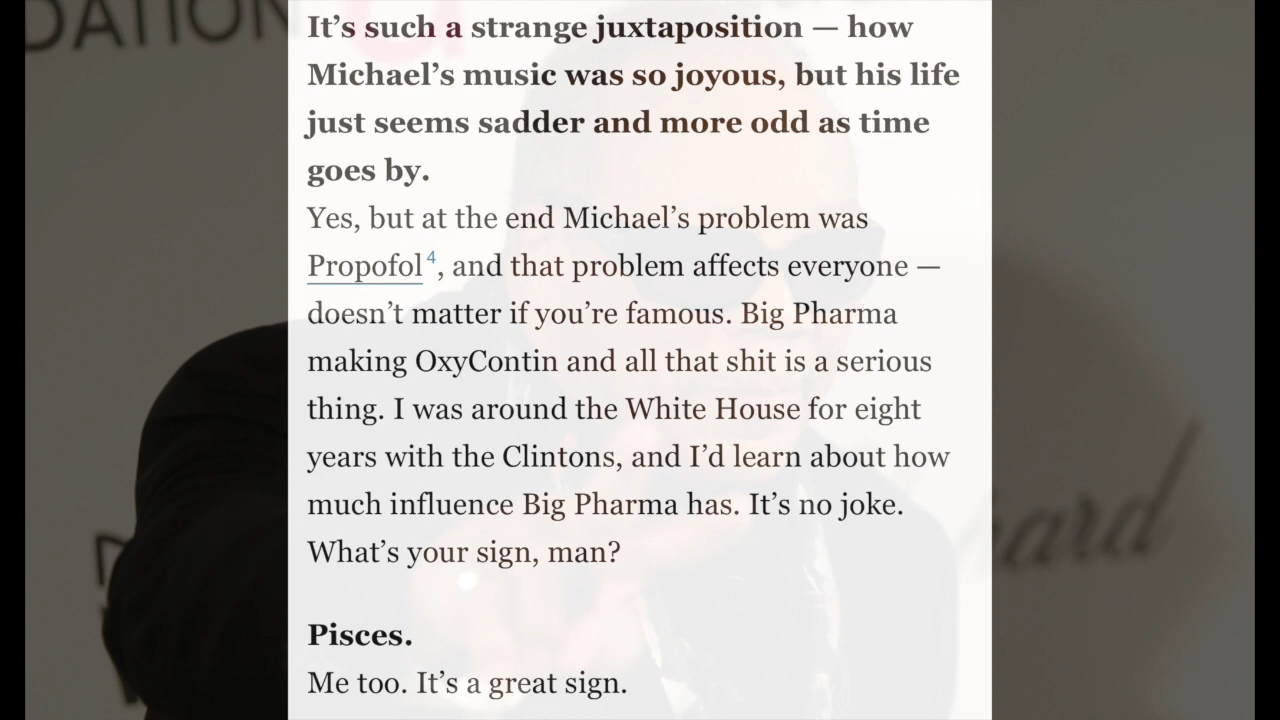 DATION
It's such a strange juxtaposition — how
Michael's music was so joyous, but his life
just seems sadder and more odd as time
goes by.
Yes, but at the end Michael's problem was
Propofol 4, and that problem affects everyone —
doesn't matter if you're famous. Big Pharma
making OxyContin and all that shit is a serious
thing. I was around the White House for eight
years with the Clintons, and I'd learn about how
much influence Big Pharma has. It's no joke.
What's your sign, man?
Pisces.
Me too. It's a great sign.